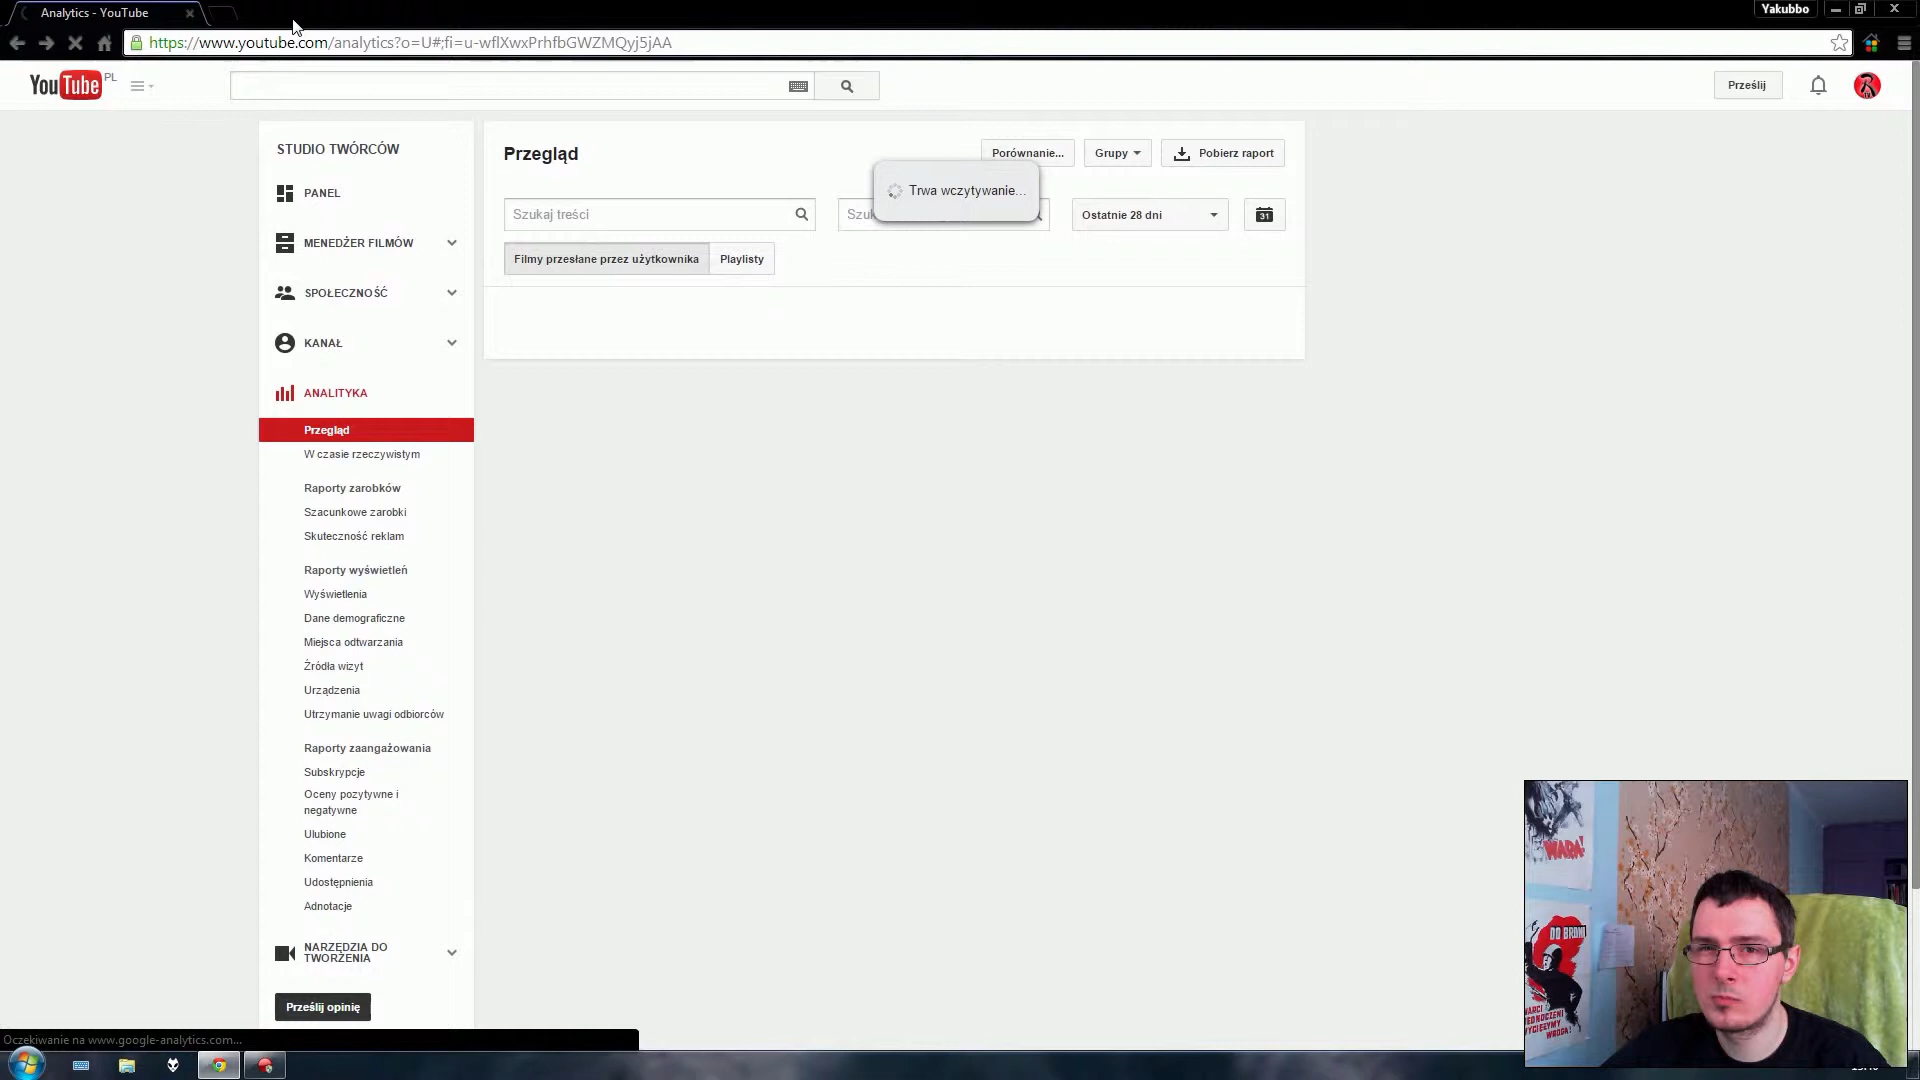 Analytics - YouTube
Yakubbo
https://www.youtube.com/analytics?o=U#;fi=u-wflXwxPrhfbGWZMQyj5jAA
YouTube PL
Prześlij
STUDIO TWÓRCÓW
PANEL
MENEDŻER FILMÓW
SPOŁECZNOŚĆ
KANAŁ
ANALITYKA
Przegląd
W czasie rzeczywistym
Raporty zarobków
Szacunkowe zarobki
Skuteczność reklam
Raporty wyświetleń
Wyświetlenia
Dane demograficzne
Miejsca odtwarzania
Źródła wizyt
Urządzenia
Utrzymanie uwagi odbiorców
Raporty zaangażowania
Subskrypcje
Oceny pozytywne i
negatywne
Ulubione
Komentarze
Udostępnienia
Adnotacje
NARZĘDZIA DO
TWORZENIA
Prześlij opinię
Przegląd
Porównanie...
Grupy
Pobierz raport
Trwa wczytywanie...
Szukaj treści
Szuk
Ostatnie 28 dni
31
Filmy przesłane przez użytkownika
Playlisty
WARA!
DO BRONI
JEDNOCZENI
Oczekiwanie na www.google-analytics.com...